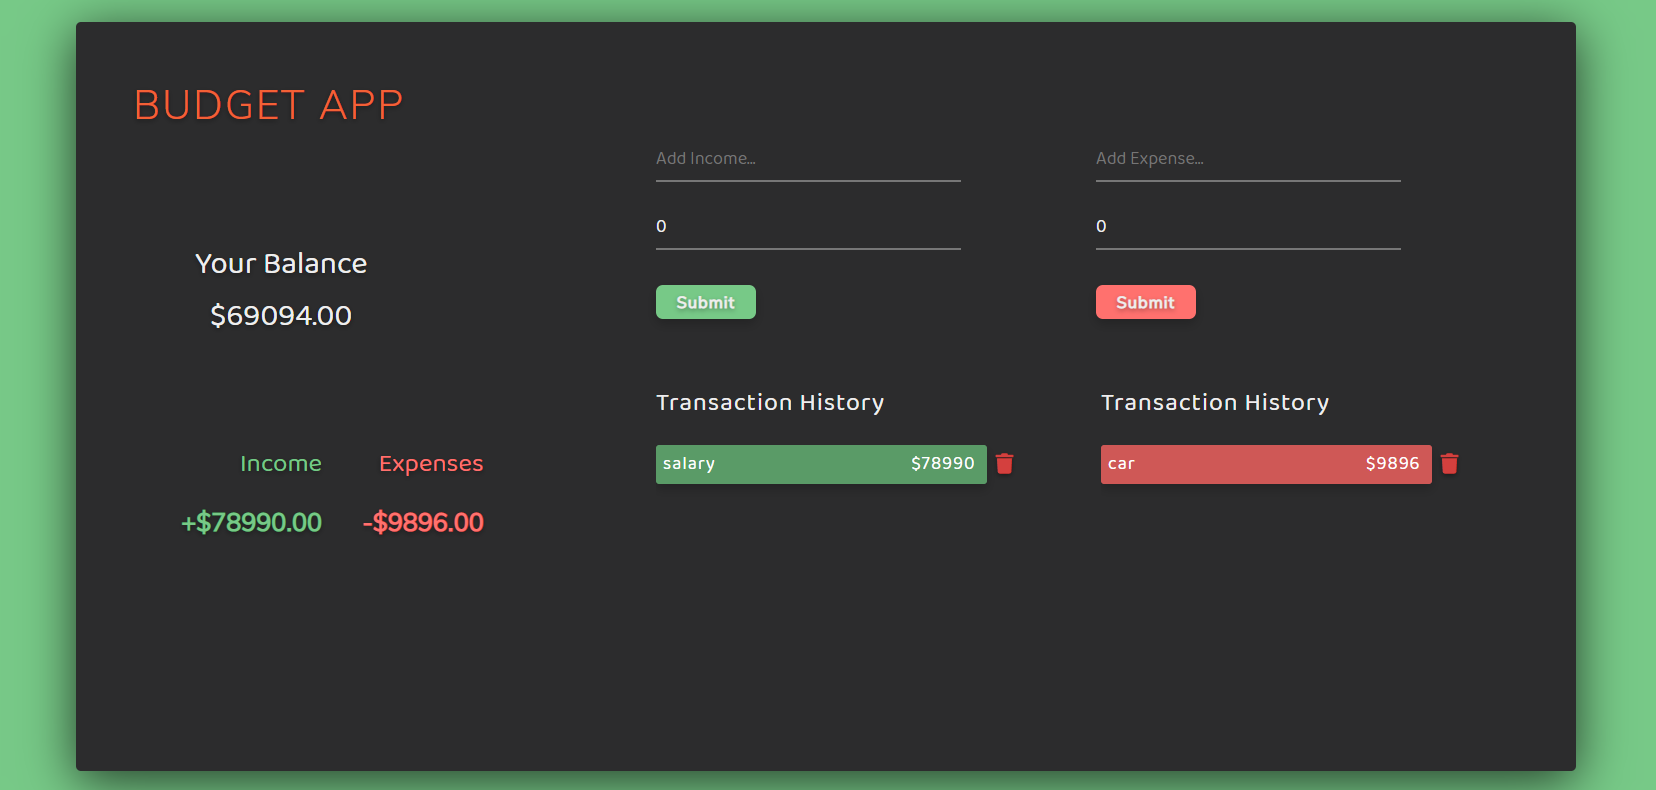 BUDGET APP
Your Balance
$69094.00
Income Expenses
+$78990.00 -$9896.00
Add Income...
0
Submit
Transaction History
salary $78990
Add Expense...
0
Submit
Transaction History
car $9896